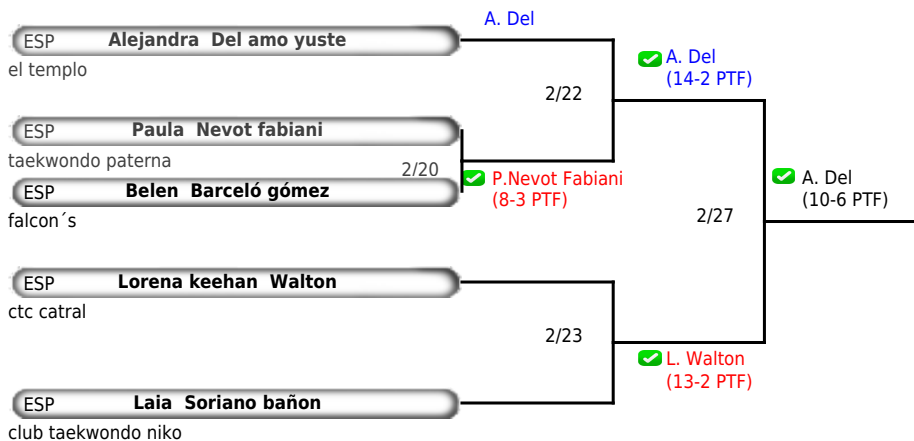 A. Del
ESP Alejandra Del amo yuste
el templo
A. Del
(14-2 PTF)
2/22
ESP Paula Nevot fabiani
taekwondo paterna
2/20
P.Nevot Fabiani
(8-3 PTF)
A. Del
(10-6 PTF)
ESP Belen Barceló gómez
falcon´s
2/27
ESP Lorena keehan Walton
ctc catral
2/23
L. Walton
(13-2 PTF)
ESP Laia Soriano bañon
club taekwondo niko